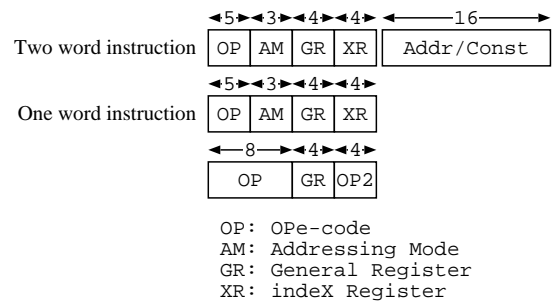 5 3 4 4 16
Two word instruction OP AM GR XR Addr/Const
5 3 4 4
One word instruction OP AM GR XR
8 4 4
OP GR OP2
OP: OPe-code
AM: Addressing Mode
GR: General Register
XR: indeX Register